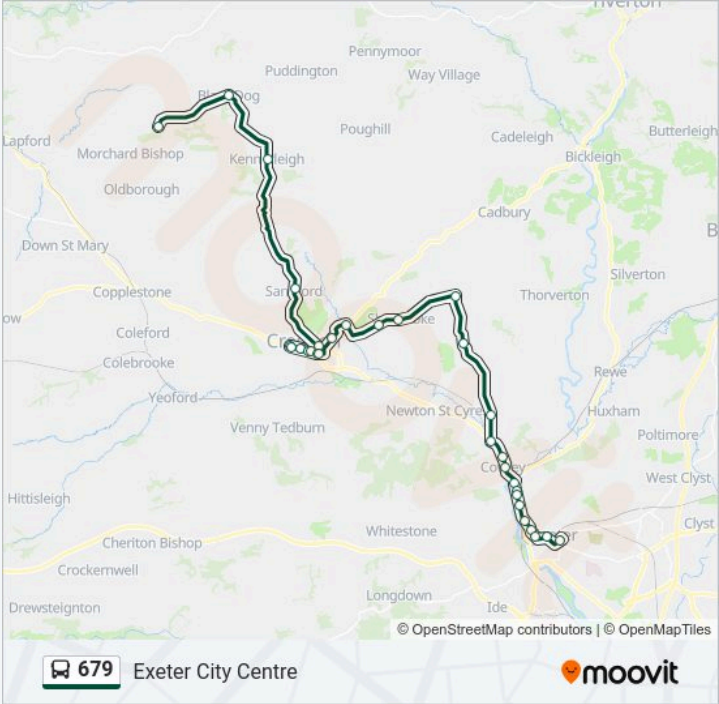 Tiverton
Pennymoor
Puddington
Way Village
Lapford
Poughill
Cadeleigh
Butterleigh
Morchard Bishop
Bickleigh
Oldborough
Cadbury
Down St Mary
Silverton
Copplestone
Thorverton
ow
Coleford
Colebrooke
Rewe
Yeoford
Newton St Cyres
Huxham
Venny Tedburn
Poltimore
West Clyst
Hittisleigh
Whitestone
Clyst
Cheriton Bishop
Crockernwell
Longdown
Drewsteignton
Ide
© OpenStreetMap contributors | © OpenMapTiles
679 Exeter City Centre
moovit